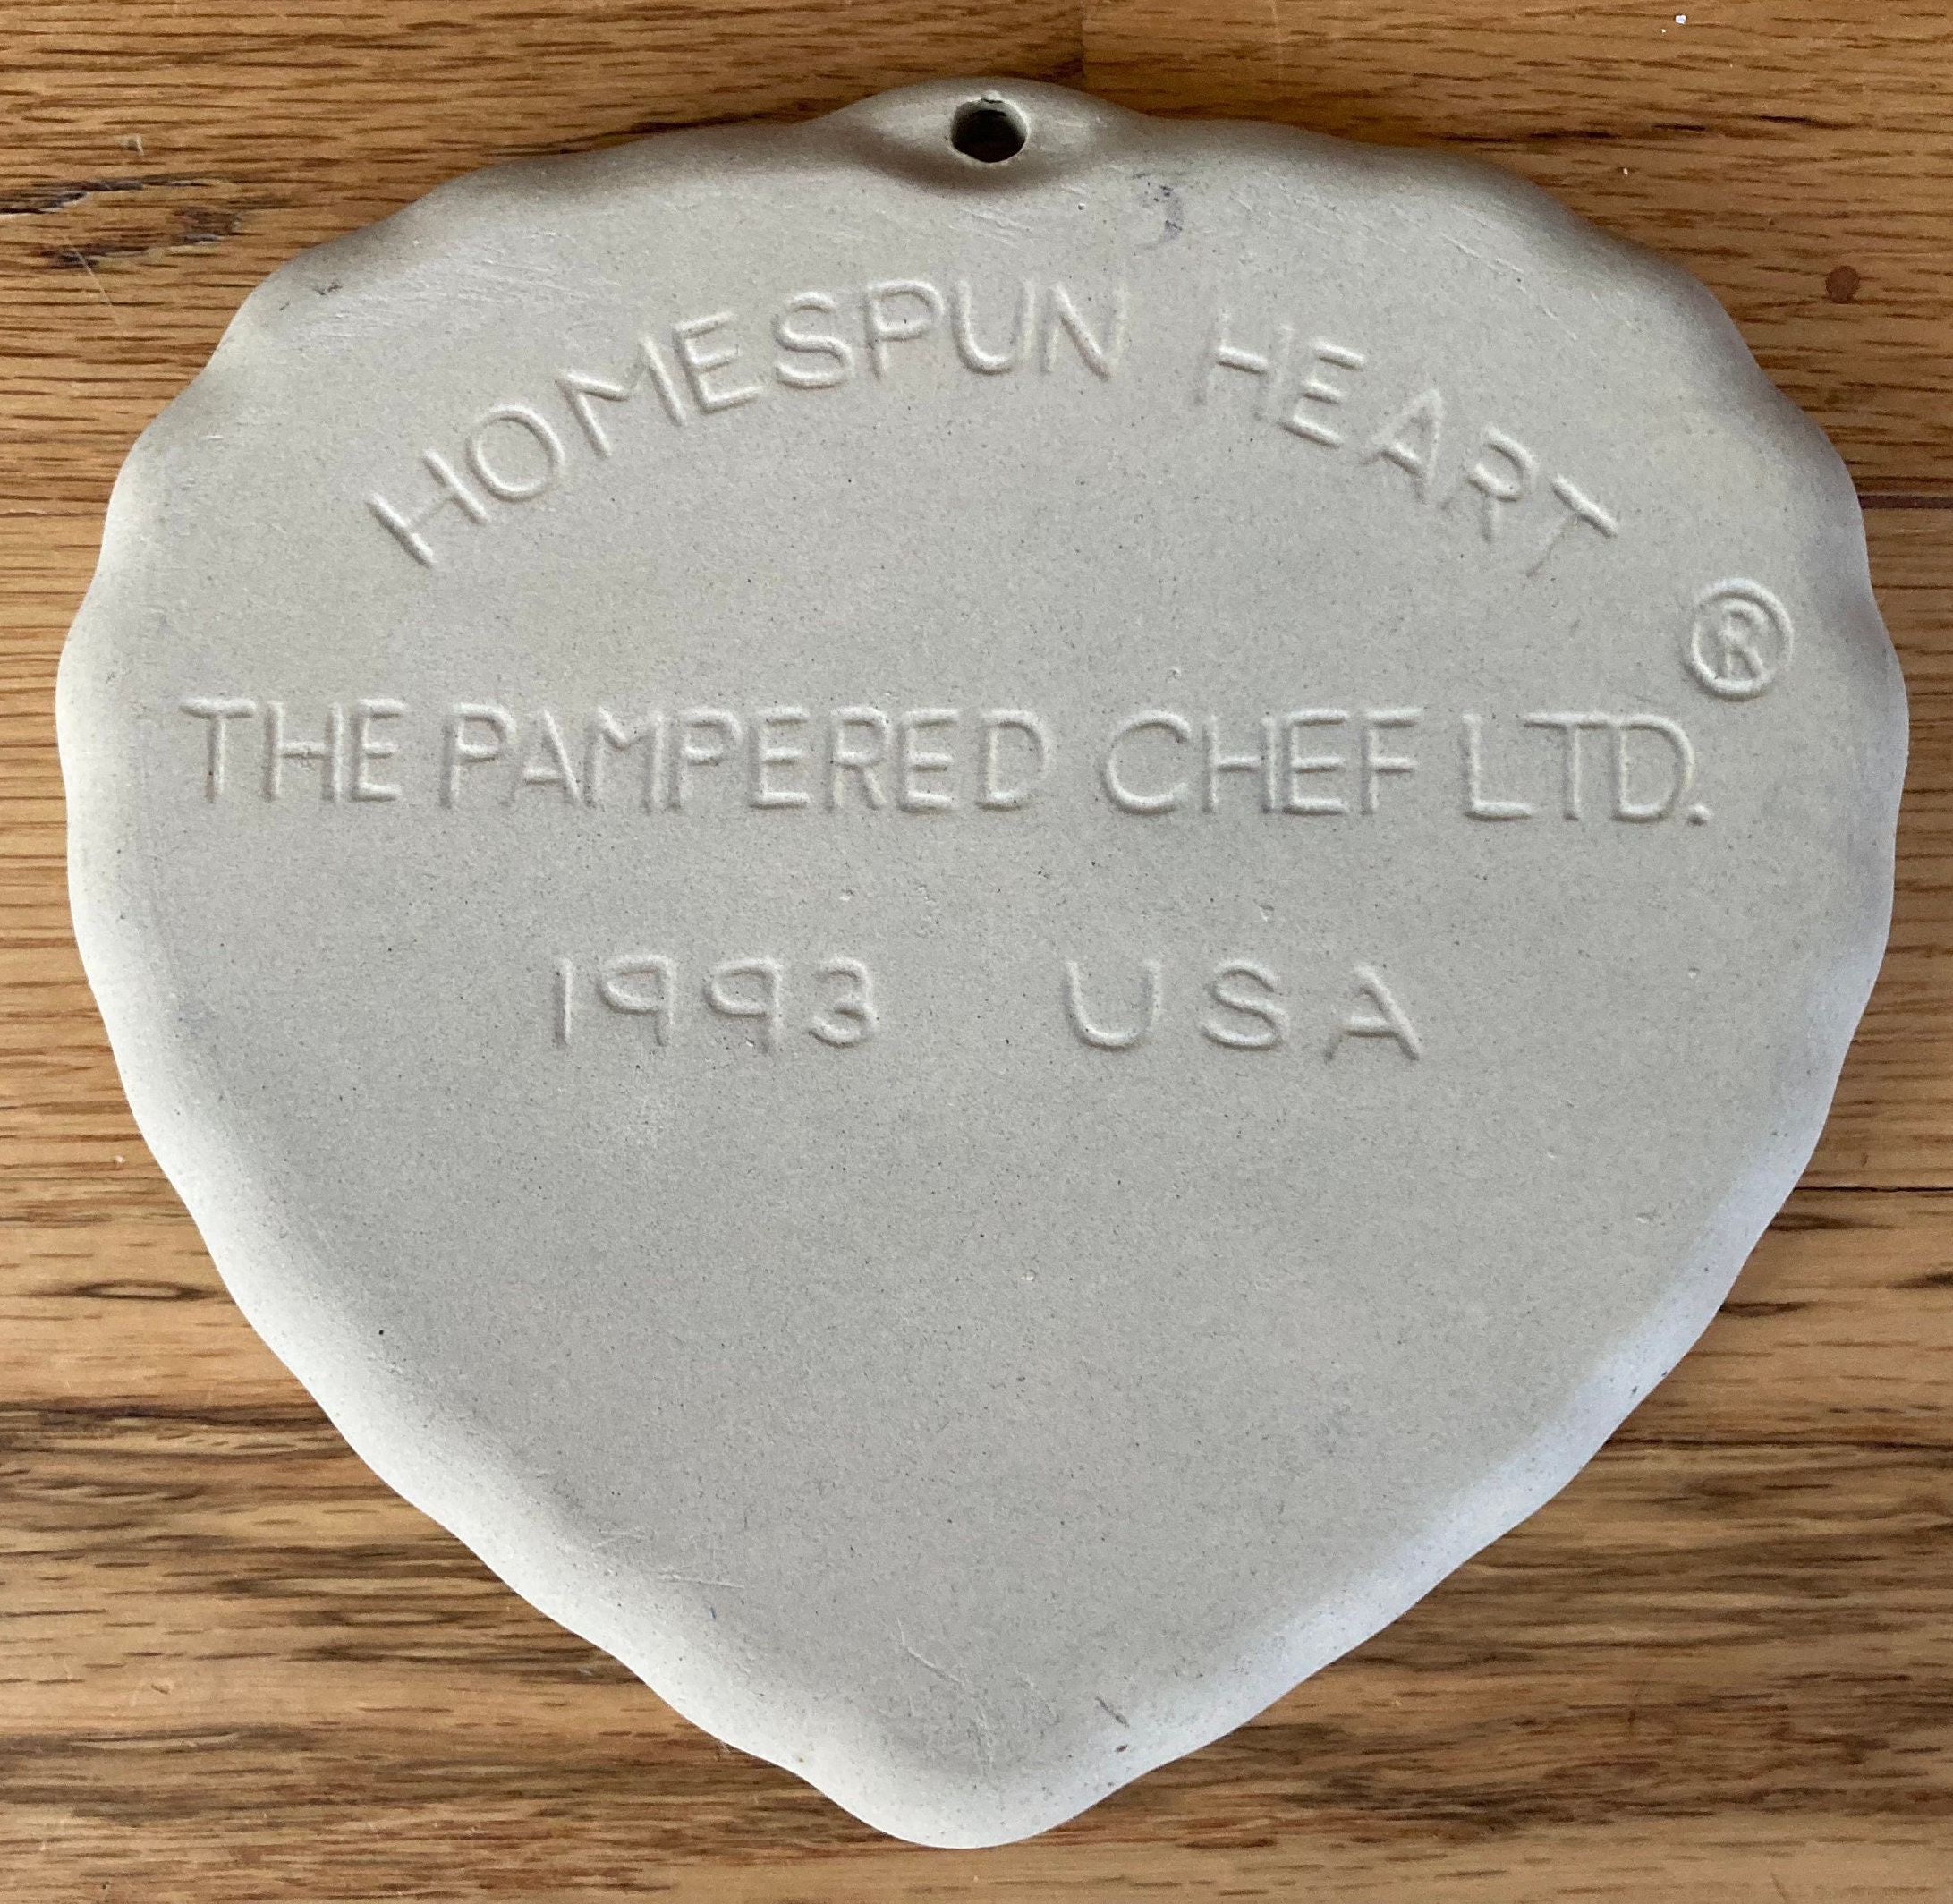 HOMESPUN HEART
THE PAMPERED CHEF LTD.®
1993 USA